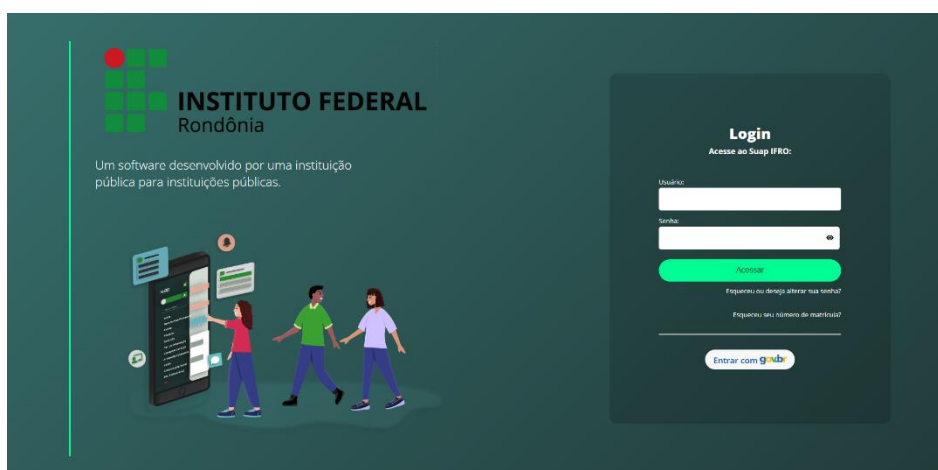 INSTITUTO FEDERAL
Rondônia
Um software desenvolvido por uma instituição
pública para instituições públicas.
Login
Acesse ao Suap IFRO:
Usuário:
Senha:
Acessar
Esqueceu ou deseja alterar sua senha?
Esqueceu seu número de matrícula?
Entrar com gov.br